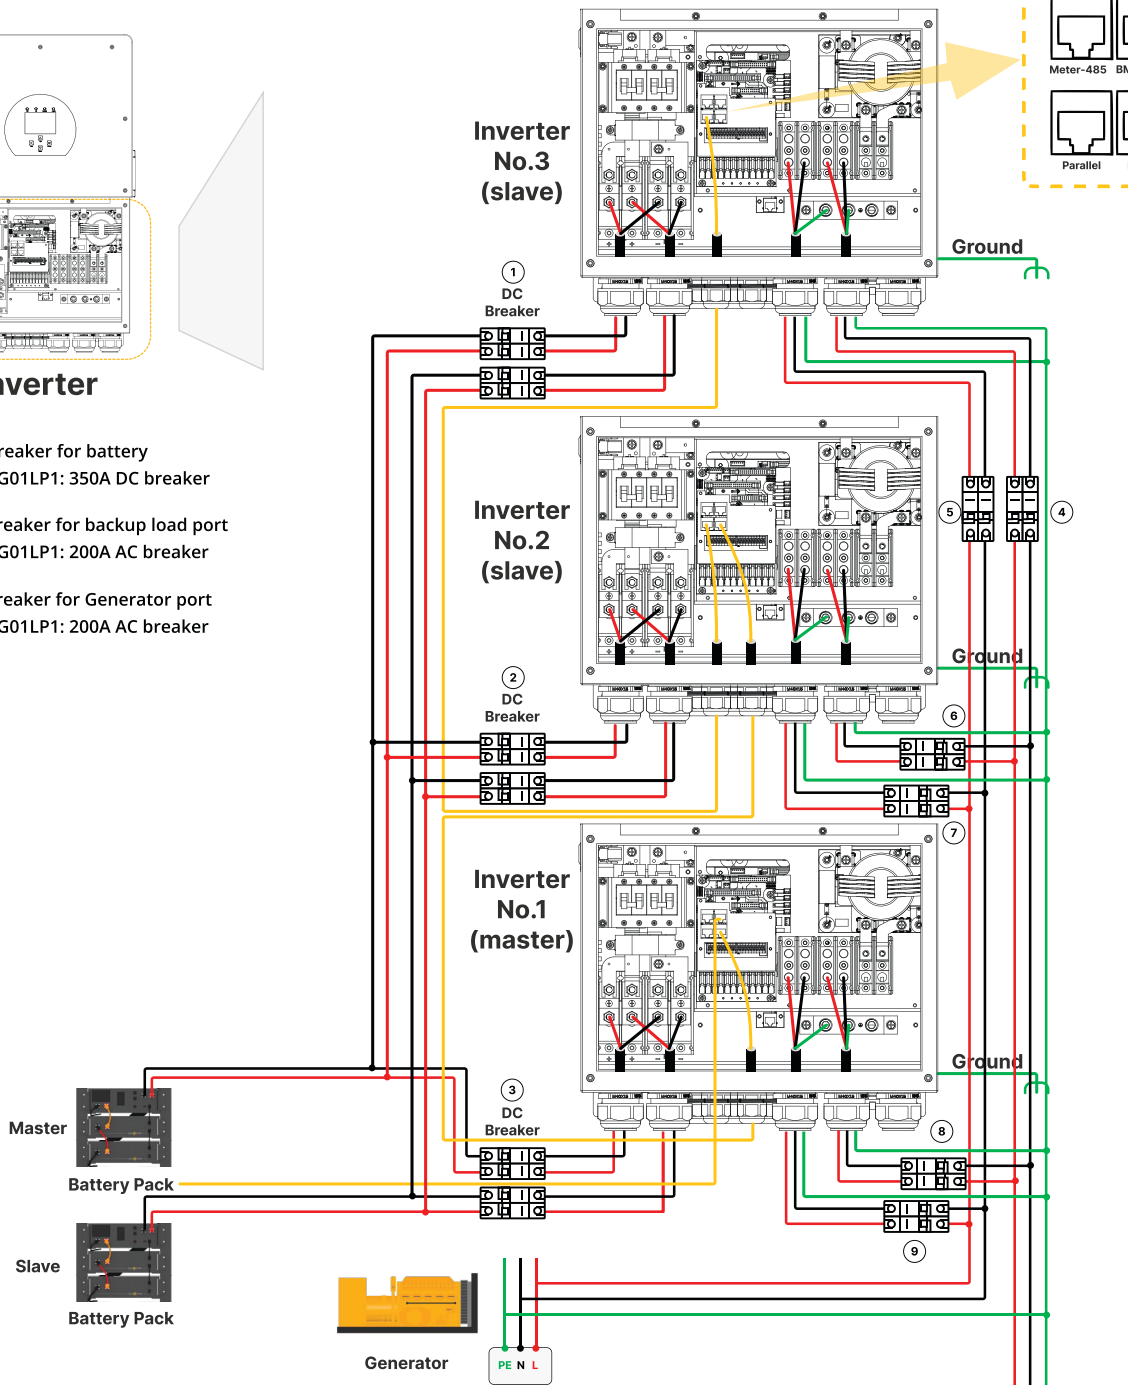 Meter-485
Parallel
Inverter
No.3
(slave)
Ground
1
DC
Breaker
reaker for battery
G01LP1: 350A DC breaker
reaker for backup load port
G01LP1: 200A AC breaker
reaker for Generator port
G01LP1: 200A AC breaker
Inverter
No.2
(slave)
5
4
Ground
2
DC
Breaker
6
7
Inverter
No.1
(master)
Ground
3
DC
Breaker
8
9
Master
Battery Pack
Slave
Battery Pack
Generator
PE N L